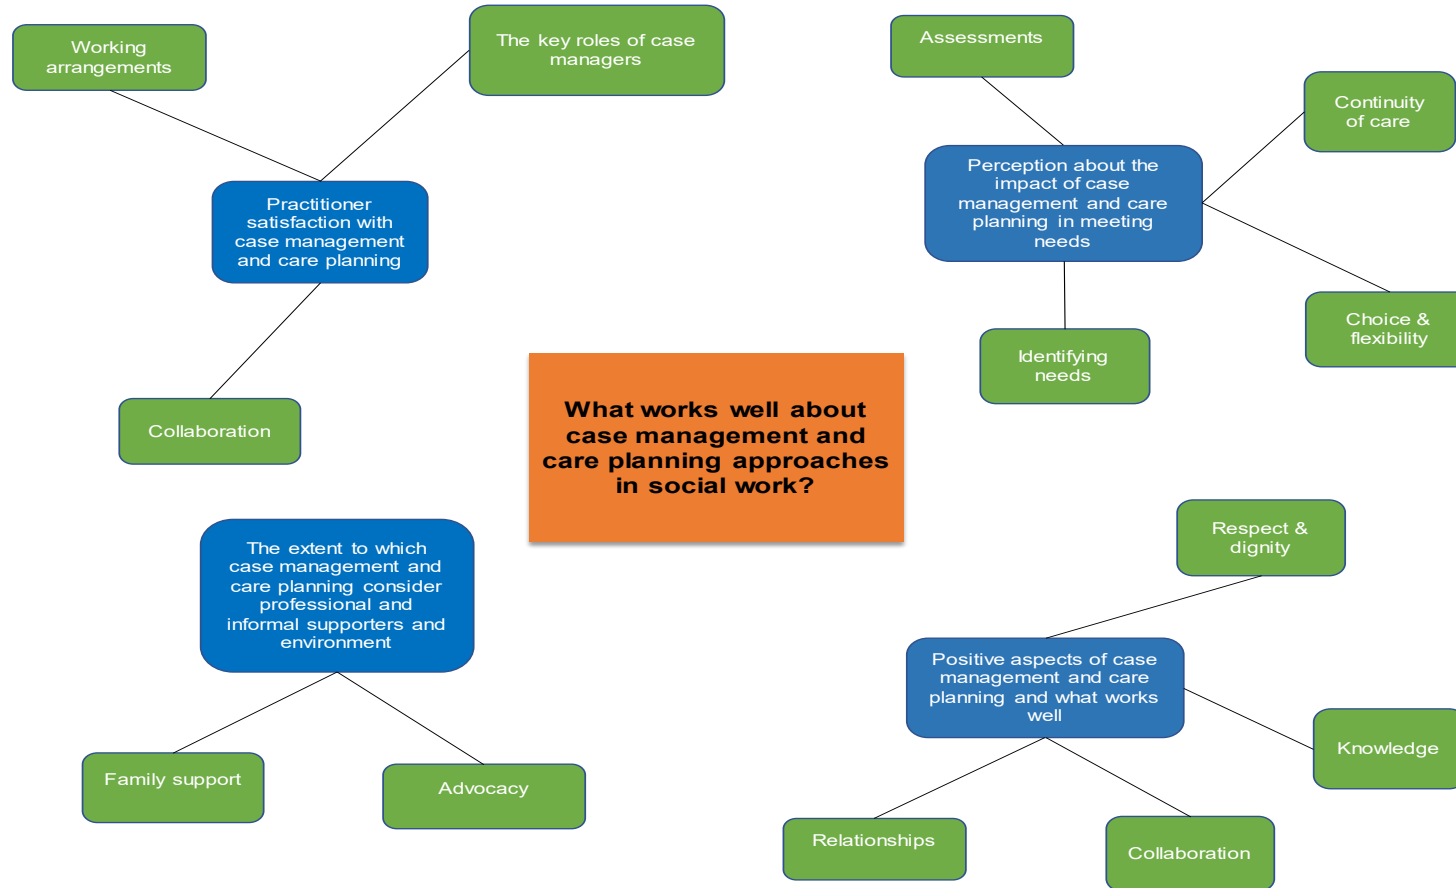 Working
arrangements
The key roles of case
managers
Practitioner
satisfaction with
case management
and care planning
Collaboration
Assessments
Continuity
of care
Perception about the
impact of case
management and care
planning in meeting
needs
Choice &
flexibility
Identifying
needs
What works well about
case management and
care planning approaches
in social work?
The extent to which
case management and
care planning consider
professional and
informal supporters and
environment
Family support
Advocacy
Respect &
dignity
Positive aspects of case
management and care
planning and what works
well
Knowledge
Relationships
Collaboration